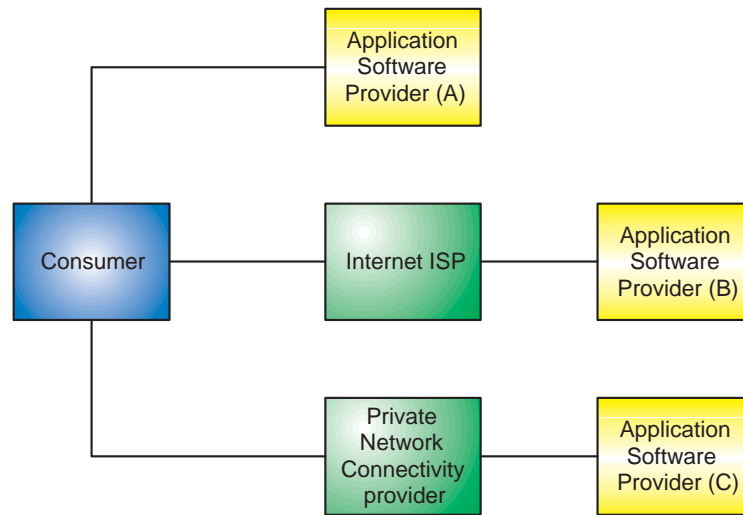 Application
Software
Provider (A)
Consumer
Internet ISP
Application
Software
Provider (B)
Private
Network
Connectivity
provider
Application
Software
Provider (C)